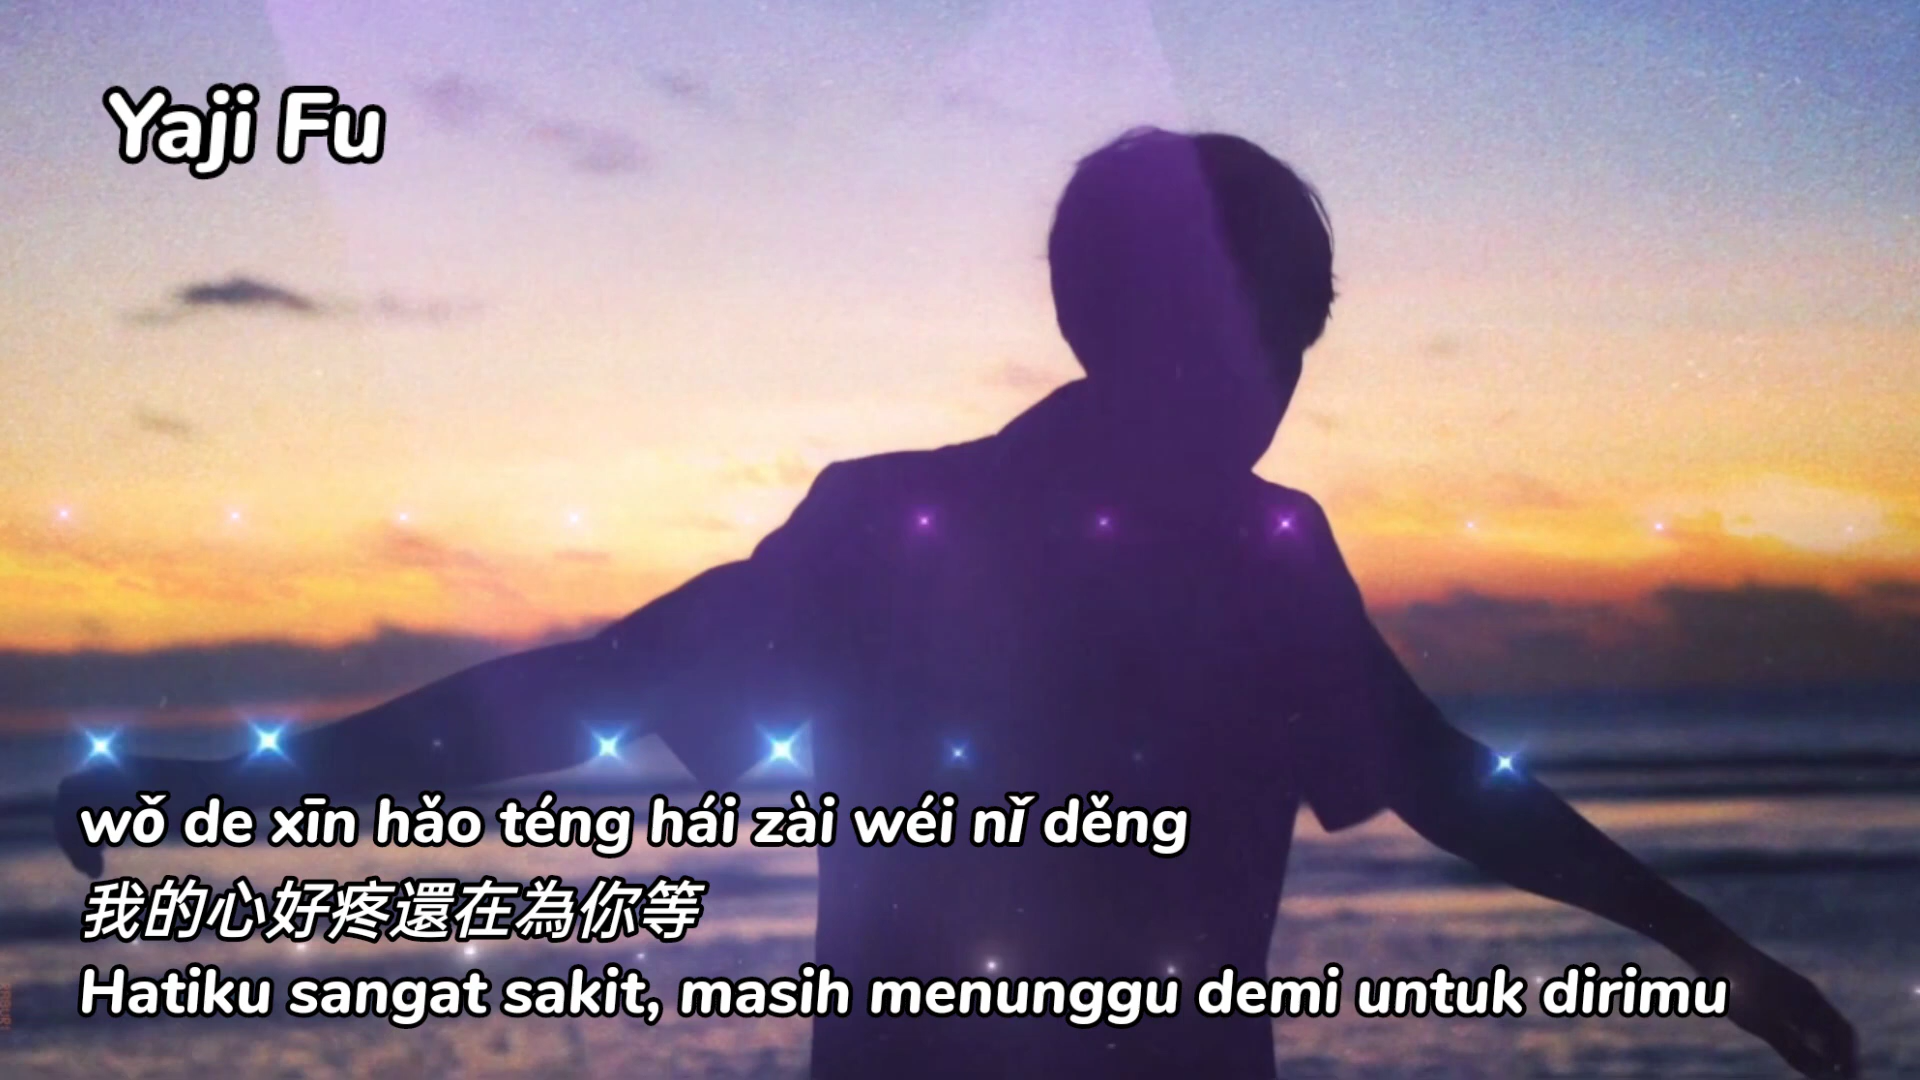 Yaji Fu
wǒ de xīn hǎo téng hái zài wéi nǐ děng
我的心好疼還在為你等
Hatiku sangat sakit, masih menunggu demi untuk dirimu